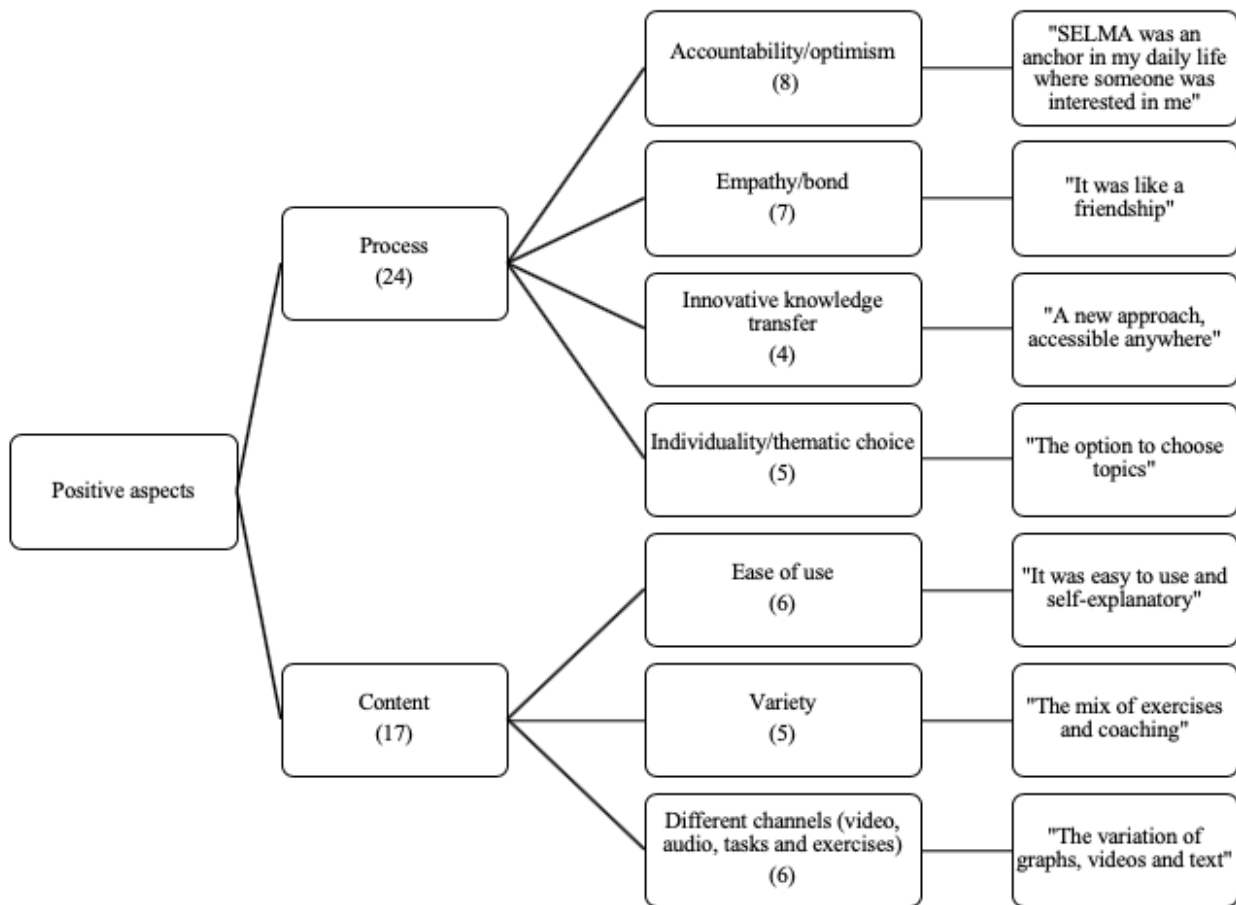 Positive aspects
Process
(24)
Content
(17)
Accountability/optimism
(8)
Empathy/bond
(7)
Innovative knowledge
transfer
(4)
Individuality/thematic choice
(5)
Ease of use
(6)
Variety
(5)
Different channels (video,
audio, tasks and exercises)
(6)
"SELMA was an
anchor in my daily life
where someone was
interested in me"
"It was like a
friendship"
"A new approach,
accessible anywhere"
"The option to choose
topics"
"It was easy to use and
self-explanatory"
"The mix of exercises
and coaching"
"The variation of
graphs, videos and text"